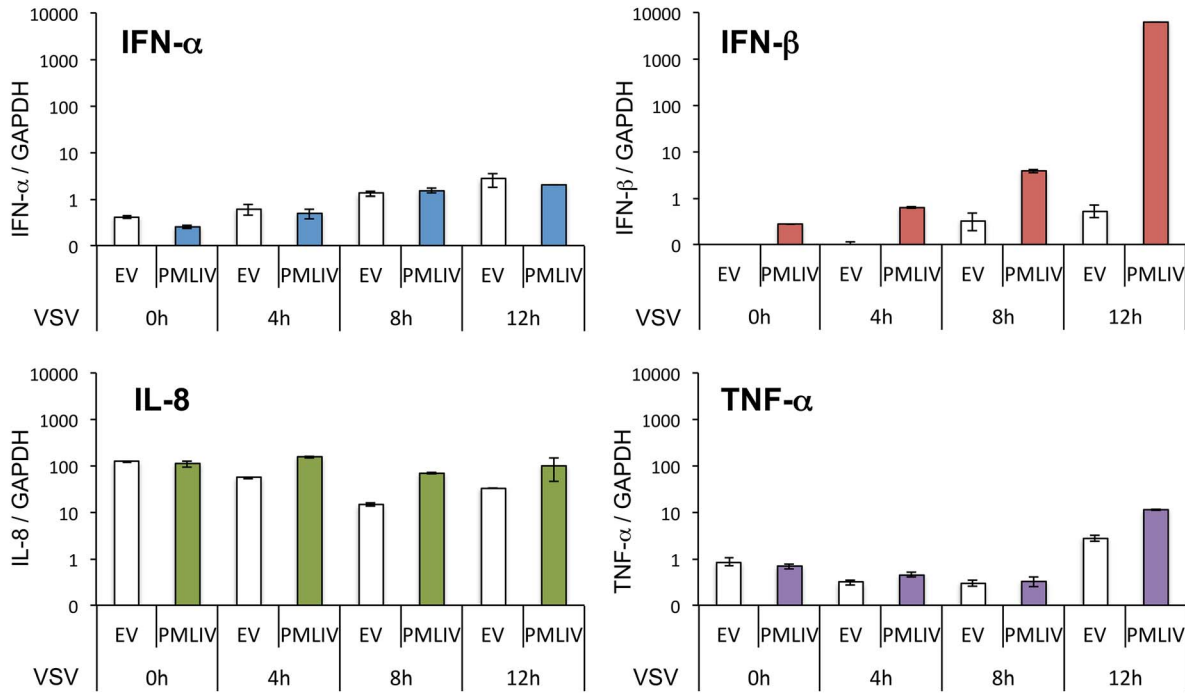 IFN-α
IFN-α / GAPDH
10000
1000
100
10
1
0
EV PMLIV EV PMLIV EV PMLIV EV PMLIV
VSV 0h 4h 8h 12h
IFN-β
IFN-β / GAPDH
10000
1000
100
10
1
0
EV PMLIV EV PMLIV EV PMLIV EV PMLIV
VSV 0h 4h 8h 12h
IL-8
IL-8 / GAPDH
10000
1000
100
10
1
0
EV PMLIV EV PMLIV EV PMLIV EV PMLIV
VSV 0h 4h 8h 12h
TNF-α
TNF-α / GAPDH
10000
1000
100
10
1
0
EV PMLIV EV PMLIV EV PMLIV EV PMLIV
VSV 0h 4h 8h 12h